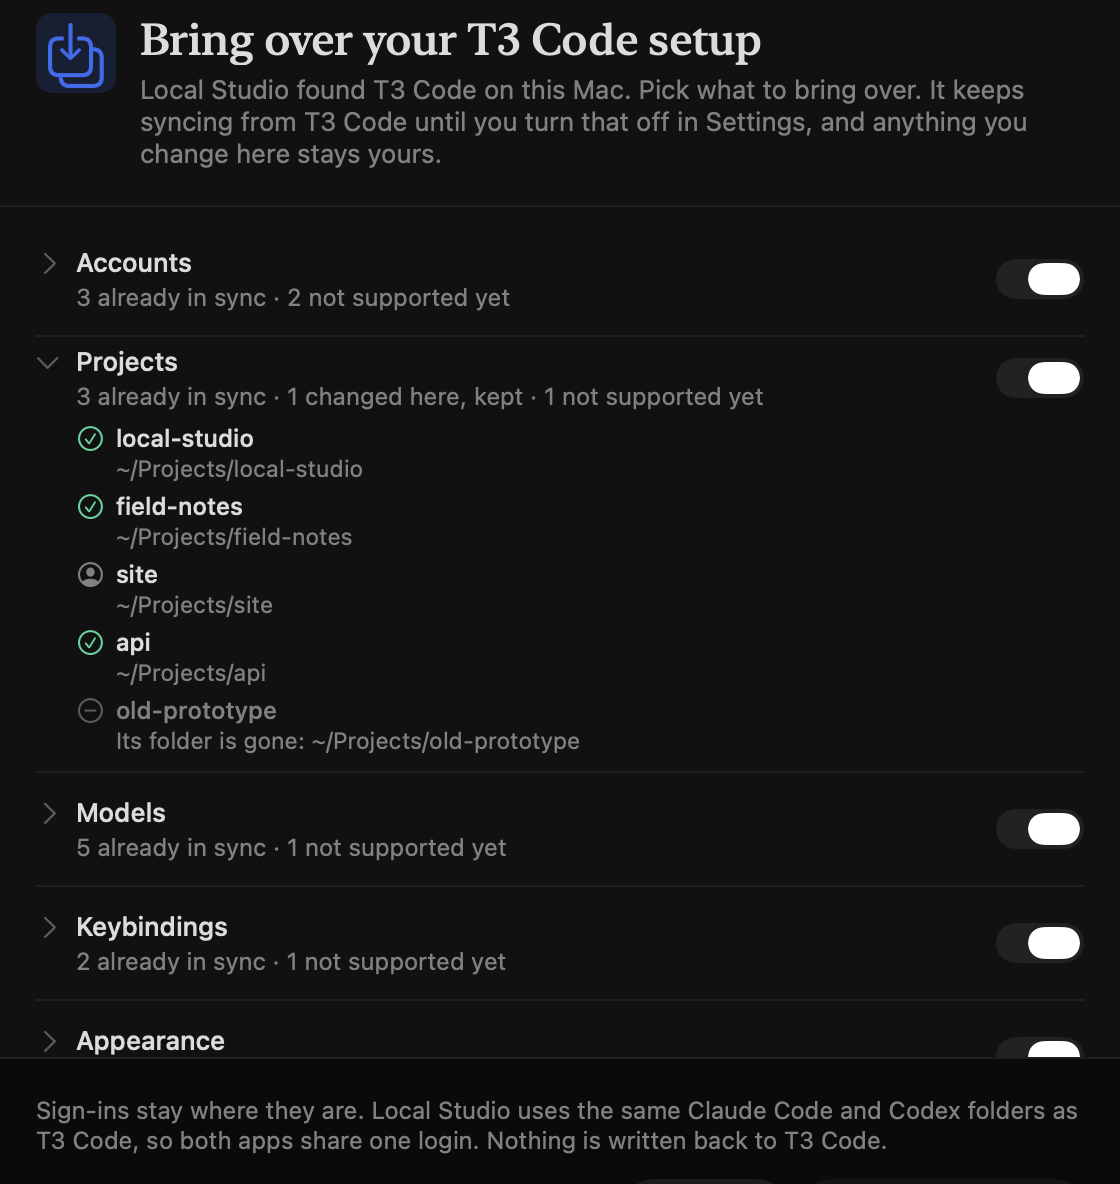 Bring over your T3 Code setup
Local Studio found T3 Code on this Mac. Pick what to bring over. It keeps
syncing from T3 Code until you turn that off in Settings, and anything you
change here stays yours.
Accounts
3 already in sync · 2 not supported yet
Projects
3 already in sync · 1 changed here, kept · 1 not supported yet
local-studio
~/Projects/local-studio
field-notes
~/Projects/field-notes
site
~/Projects/site
api
~/Projects/api
old-prototype
Its folder is gone: ~/Projects/old-prototype
Models
5 already in sync · 1 not supported yet
Keybindings
2 already in sync · 1 not supported yet
Appearance
Sign-ins stay where they are. Local Studio uses the same Claude Code and Codex folders as
T3 Code, so both apps share one login. Nothing is written back to T3 Code.